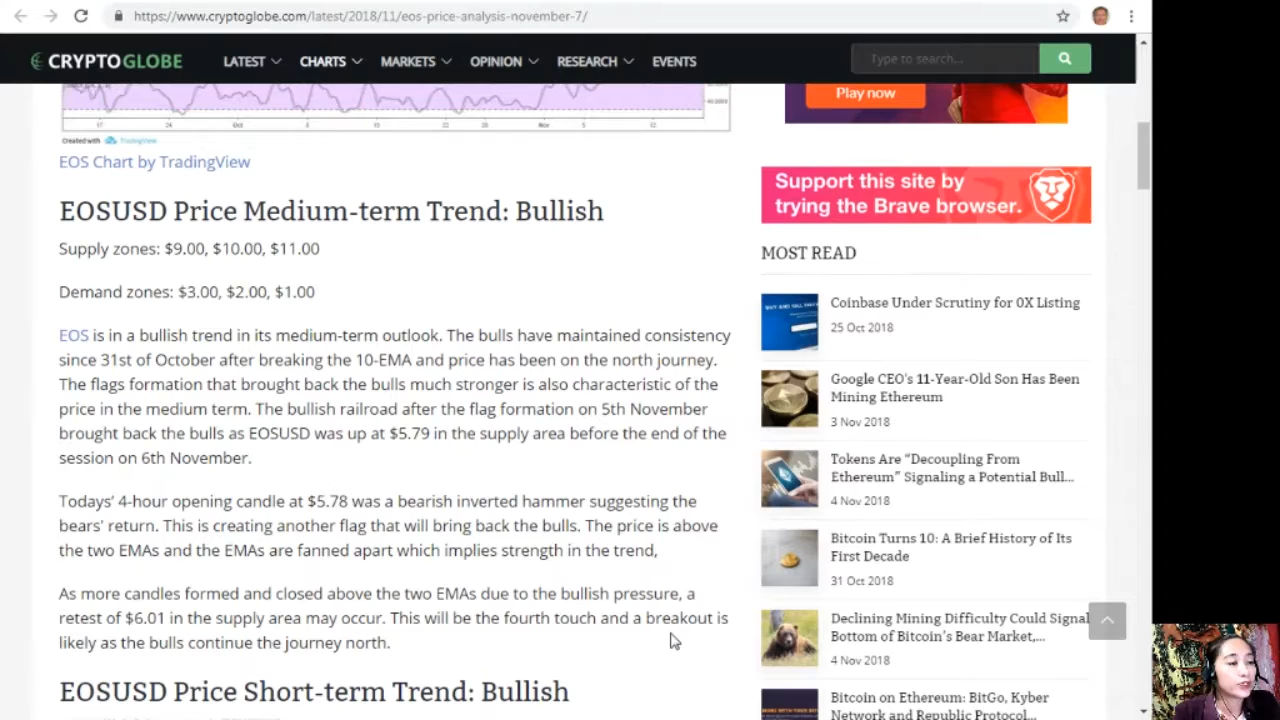 https://www.cryptoglobe.com/latest/2018/11/eos-price-analysis-november-7/
CRYPTOGLOBE
LATEST
CHARTS
MARKETS
OPINION
RESEARCH
EVENTS
Type to search...
Play now
17
24
Oct
Nov
12
Created with TradingView
EOS Chart by TradingView
EOSUSD Price Medium-term Trend: Bullish
Supply zones: $9.00, $10.00, $11.00
Demand zones: $3.00, $2.00, $1.00
EOS is in a bullish trend in its medium-term outlook. The bulls have maintained consistency
since 31st of October after breaking the 10-EMA and price has been on the north journey.
The flags formation that brought back the bulls much stronger is also characteristic of the
price in the medium term. The bullish railroad after the flag formation on 5th November
brought back the bulls as EOSUSD was up at $5.79 in the supply area before the end of the
session on 6th November.
Todays’ 4-hour opening candle at $5.78 was a bearish inverted hammer suggesting the
bears’ return. This is creating another flag that will bring back the bulls. The price is above
the two EMAs and the EMAs are fanned apart which implies strength in the trend,
As more candles formed and closed above the two EMAs due to the bullish pressure, a
retest of $6.01 in the supply area may occur. This will be the fourth touch and a breakout is
likely as the bulls continue the journey north.
EOSUSD Price Short-term Trend: Bullish
Support this site by
trying the Brave browser.
MOST READ
Coinbase Under Scrutiny for 0X Listing
25 Oct 2018
Google CEO’s 11-Year-Old Son Has Been
Mining Ethereum
3 Nov 2018
Tokens Are “Decoupling From
Ethereum” Signaling a Potential Bull...
4 Nov 2018
Bitcoin Turns 10: A Brief History of Its
First Decade
31 Oct 2018
Declining Mining Difficulty Could Signal
Bottom of Bitcoin’s Bear Market,...
4 Nov 2018
Bitcoin on Ethereum: BitGo, Kyber
Network and Republic Protocol...